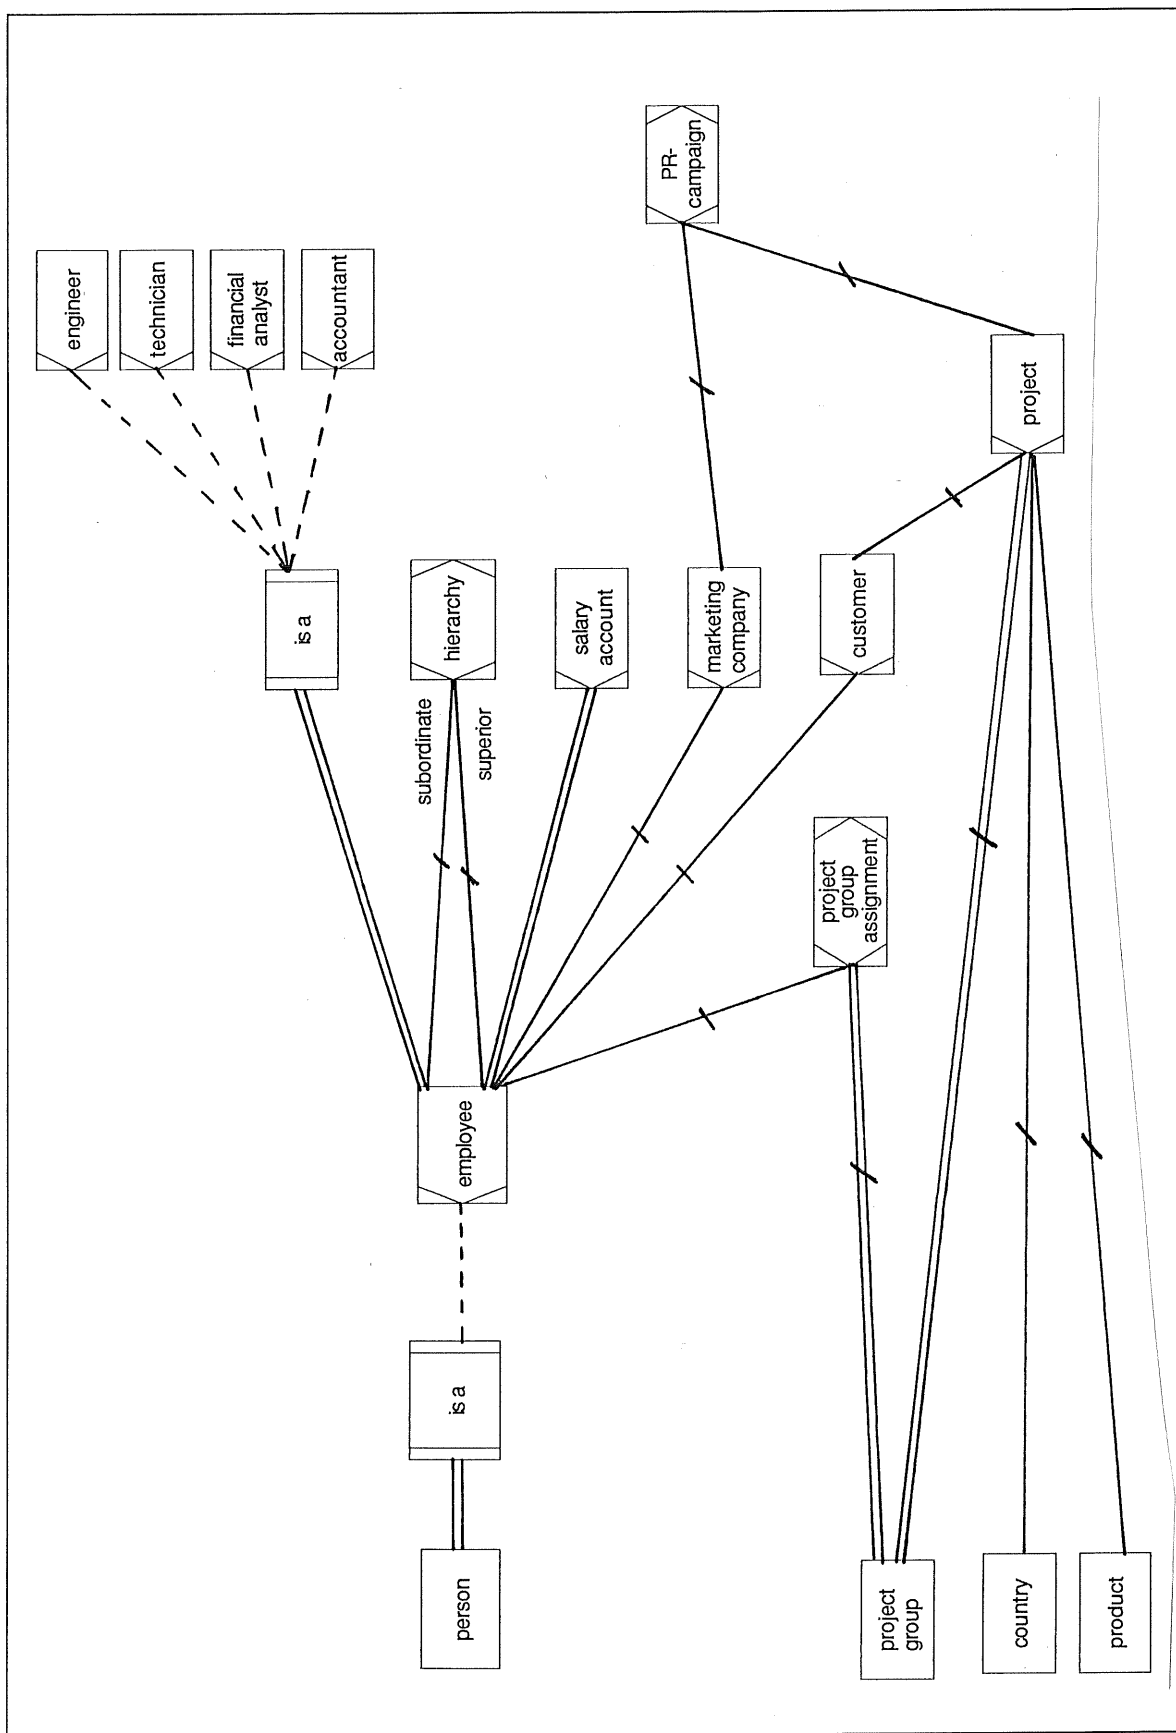 engineer
technician
financial
analyst
accountant
PR-
campaign
is a
hierarchy
salary
account
marketing
company
customer
project
subordinate
superior
project
group
assignment
employee
is a
person
project
group
country
product